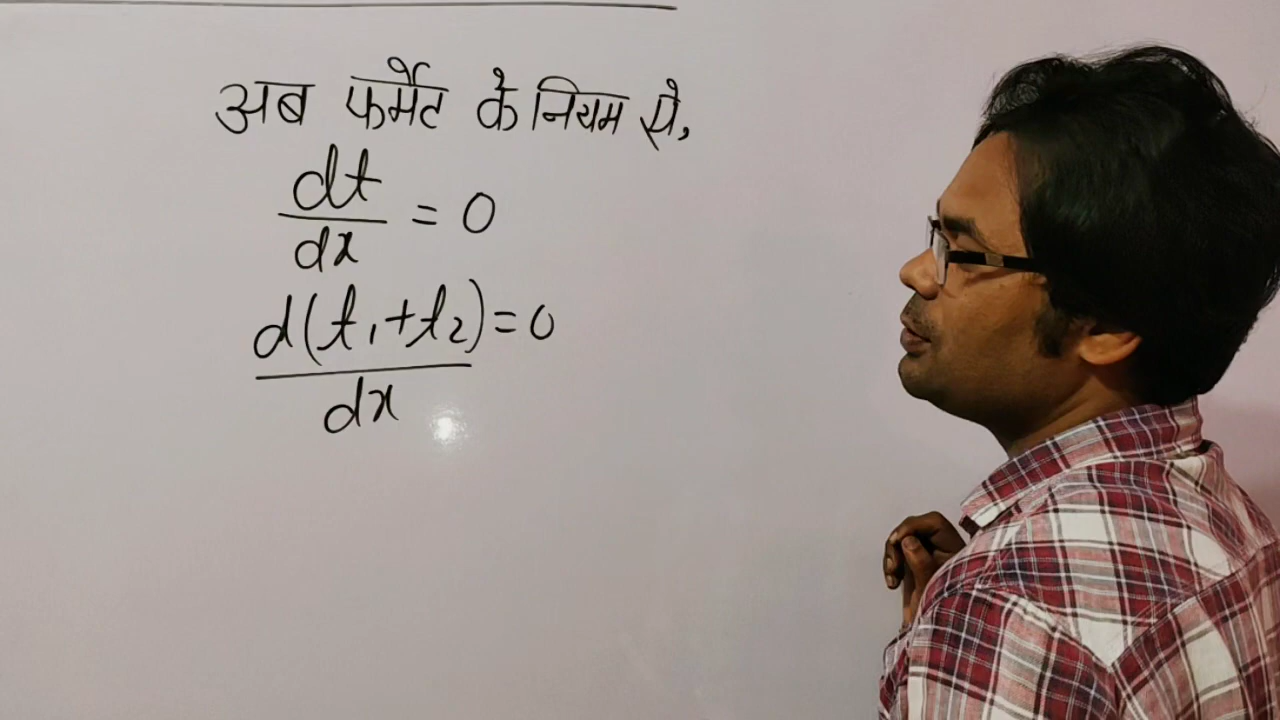 अब फर्मेट के नियम से,
dt/dx = 0
d(t₁+t₂)/dx = 0